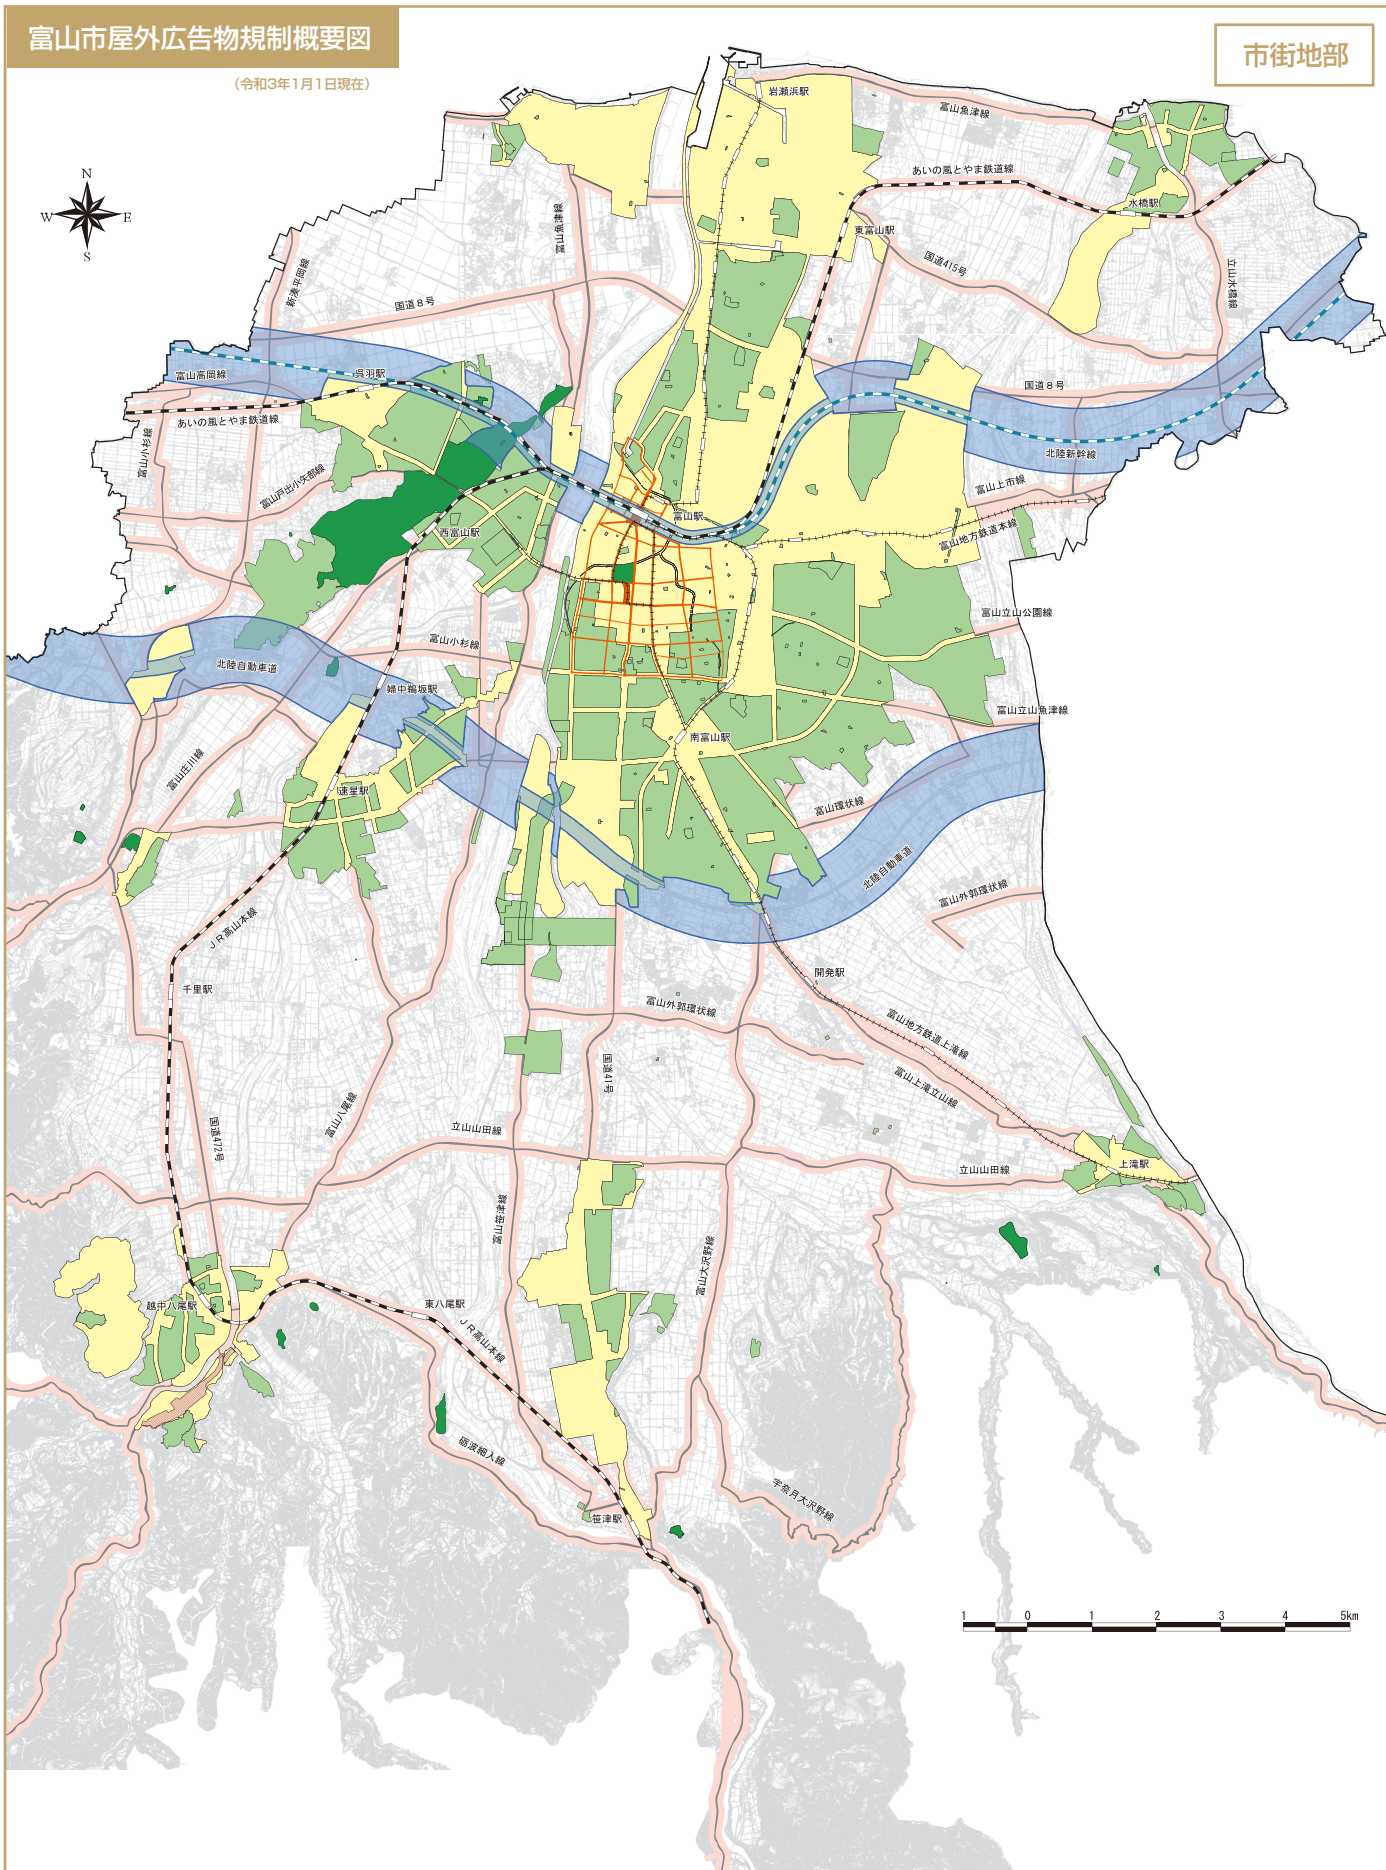 富山市屋外広告物規制概要図
市街地部
(令和3年1月1日現在)
岩瀬浜駅
富山魚津線
あいの風とやま鉄道線
N
W
E
S
水橋駅
富山魚津線
東富山駅
国道415号
新湊平岡線
立山水橋線
国道8号
富山高岡線
呉羽駅
国道8号
あいの風とやま鉄道線
富山小杉線
北陸新幹線
富山戸出小矢部線
富山上市線
富山駅
西富山駅
富山地方鉄道本線
富山立山公園線
富山小杉線
北陸自動車道
婦中鵜坂駅
富山立山魚津線
南富山駅
富山庄川線
速星駅
富山環状線
北陸自動車道
富山外郭環状線
JR高山本線
開発駅
千里駅
富山外郭環状線
富山地方鉄道上滝線
国道41号
富山上滝立山線
富山八尾線
国道472号
立山山田線
上滝駅
立山山田線
富山笹津線
富山大沢野線
越中八尾駅
東八尾駅
JR高山本線
砺波細入線
宇奈月大沢野線
笹津駅
1 0 1 2 3 4 5km